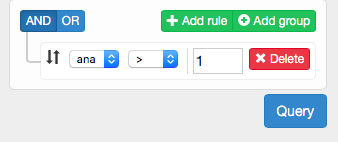 AND OR + Add rule Add group
ana > 1 Delete
Query